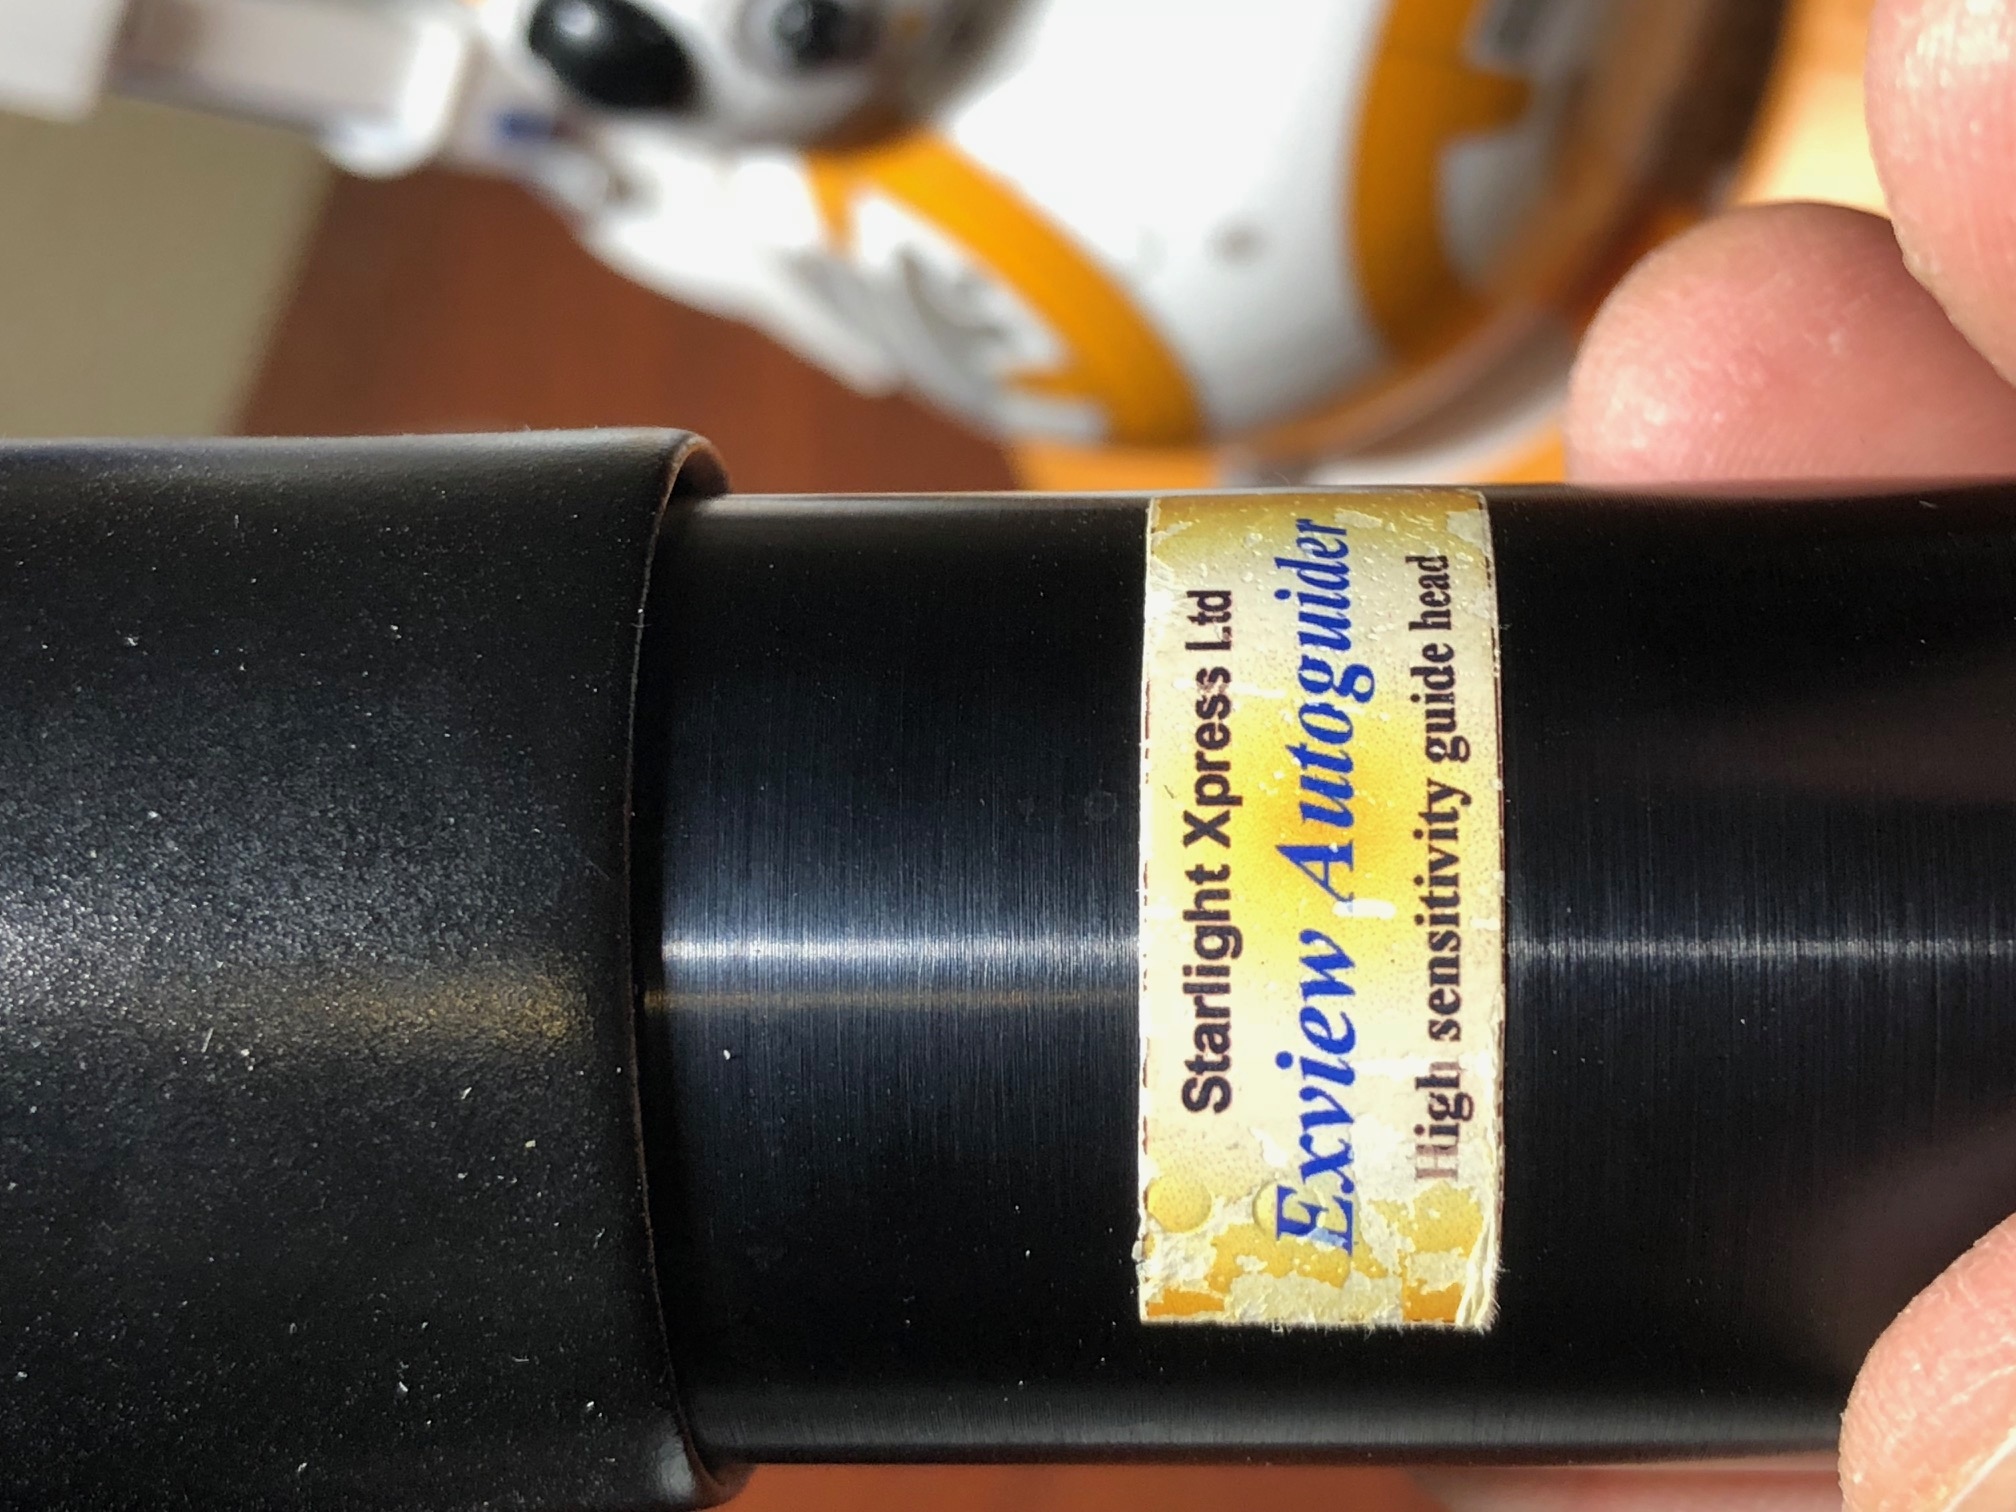 Starlight Xpress Ltd
Exview Autoguider
High sensitivity guide head